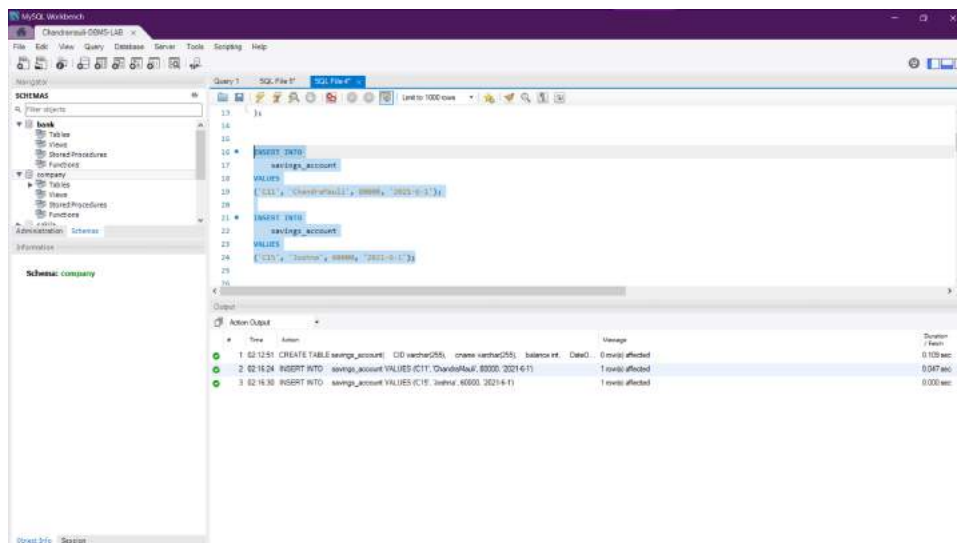 MySQL Workbench
Chandramauli-DBMS-LAB ×
File Edit View Query Database Server Tools Scripting Help
Navigator
Query 1 SQL File 3* SQL File 4* ×
SCHEMAS
Filter objects
Limit to 1000 rows
bank
Tables
Views
Stored Procedures
Functions
company
Tables
Views
Stored Procedures
Functions
Administration Schemas
Information
Schema: company
13 );
14
15
16 INSERT INTO
17 savings_account
18 VALUES
19 ('C11', 'ChandraMauli', 80000, '2021-6-1');
20
21 INSERT INTO
22 savings_account
23 VALUES
24 ('C15', 'Joshna', 60000, '2021-6-1');
25
26
Output
Action Output
# Time Action Message Duration / Fetch
1 02:12:51 CREATE TABLE savings_account( CID varchar(255), cname varchar(255), balance int, DateO... 0 row(s) affected 0.109 sec
2 02:16:24 INSERT INTO savings_account VALUES ('C11', 'ChandraMauli', 80000, '2021-6-1') 1 row(s) affected 0.047 sec
3 02:16:30 INSERT INTO savings_account VALUES ('C15', 'Joshna', 60000, '2021-6-1') 1 row(s) affected 0.000 sec
Object Info Session